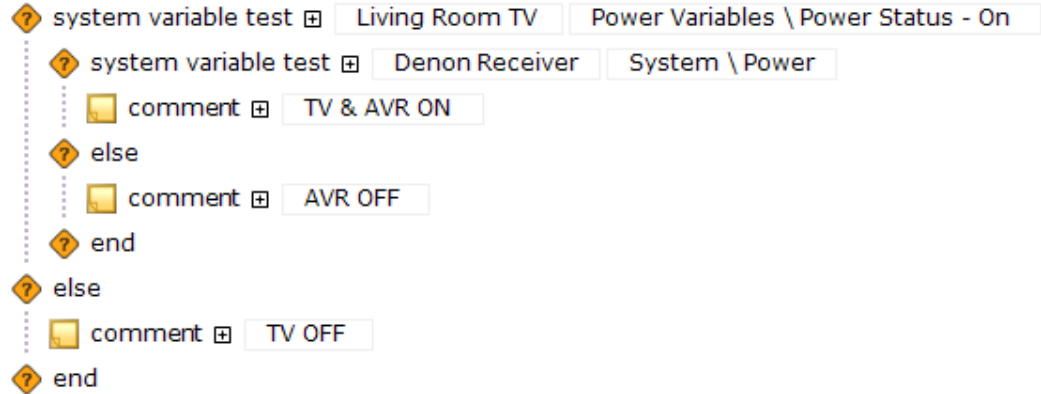 system variable test Living Room TV Power Variables \ Power Status - On
system variable test Denon Receiver System \ Power
comment TV & AVR ON
else
comment AVR OFF
end
else
comment TV OFF
end